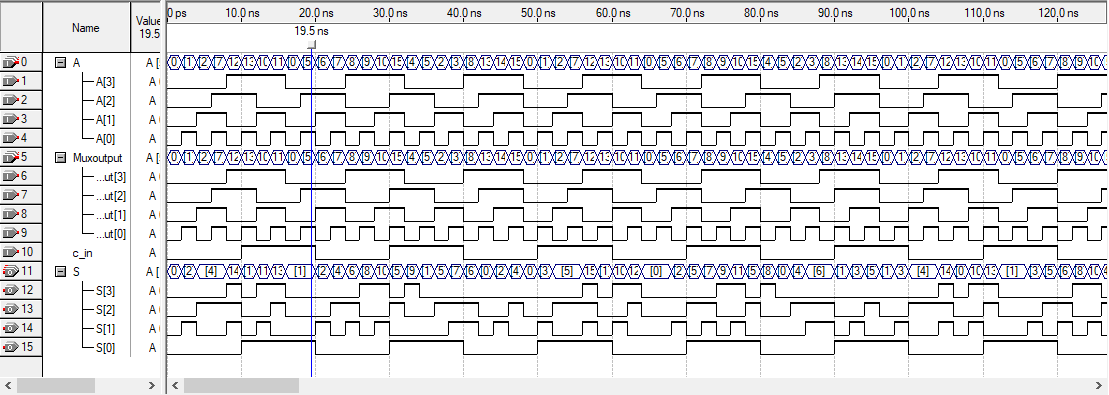 Name
Value
19.5
0 ps 10.0 ns 20.0 ns 30.0 ns 40.0 ns 50.0 ns 60.0 ns 70.0 ns 80.0 ns 90.0 ns 100.0 ns 110.0 ns 120.0 ns
19.5 ns
0 A A [ 0 1 2 7 12 13 10 11 0 5 6 7 8 9 10 15 4 5 2 3 8 13 14 15 0 1 2 7 12 13 10 11 0 5 6 7 8 9 10 15 4 5 2 3 8 13 14 15 0 1 2 7 12 13 10 11 0 5 6 7 8 9 10
1 A[3] A
2 A[2] A
3 A[1] A
4 A[0] A
5 Muxoutput A [ 0 1 2 7 12 13 10 11 0 5 6 7 8 9 10 15 4 5 2 3 8 13 14 15 0 1 2 7 12 13 10 11 0 5 6 7 8 9 10 15 4 5 2 3 8 13 14 15 0 1 2 7 12 13 10 11 0 5 6 7 8 9 10
6 ...ut[3] A
7 ...ut[2] A
8 ...ut[1] A
9 ...ut[0] A
10 c_in A
11 S A [ 0 2 [4] 14 1 11 13 [1] 2 4 6 8 10 5 9 1 5 7 6 0 2 4 0 3 [5] 15 1 10 12 [0] 2 5 7 9 11 5 8 0 4 [6] 1 3 5 1 3 [4] 14 0 10 13 [1] 3 5 6 8 10
12 S[3] A
13 S[2] A
14 S[1] A
15 S[0] A